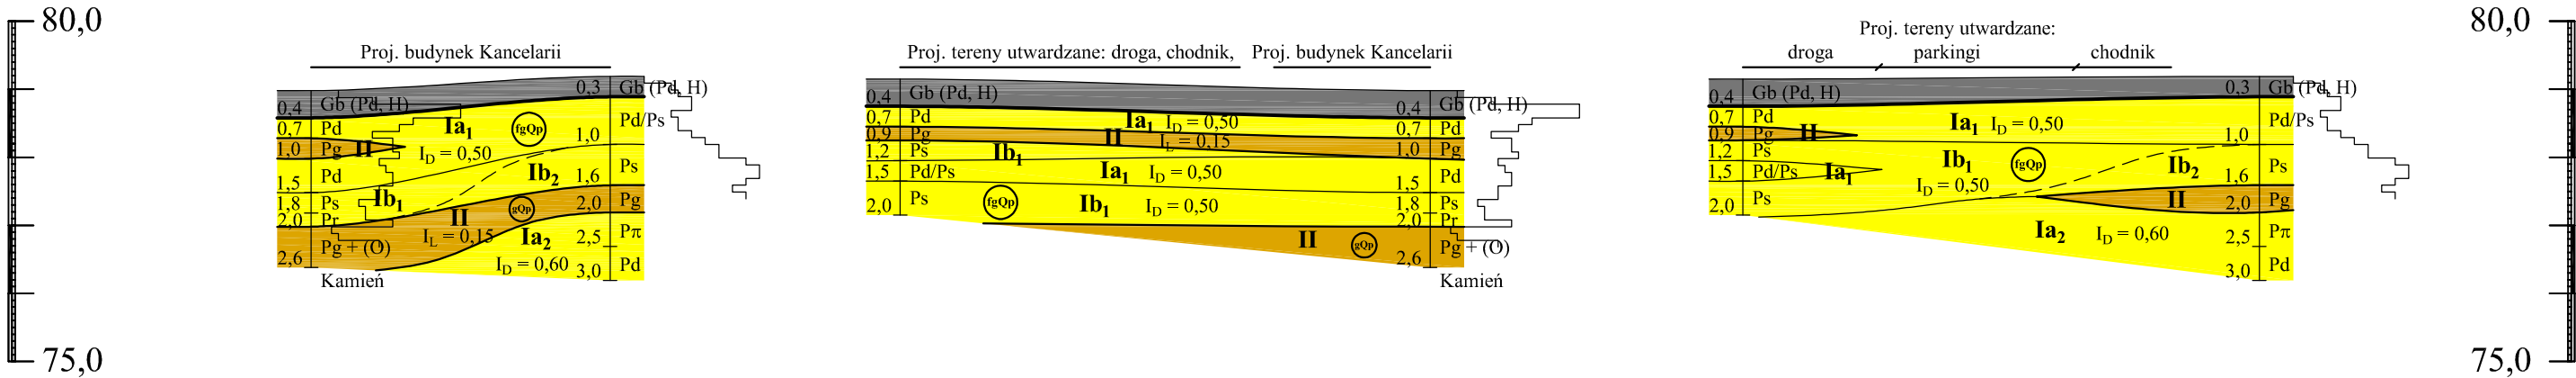 80,0
75,0
Proj. budynek Kancelarii
0,4 Gb (Pd, H)
0,7 Pd
1,0 Pg
1,5 Pd
1,8 Ps
2,0 Pr
2,6 Pg + (O)
Kamień
II
Ib1
Ia1
fgQp
ID = 0,50
Ib2
II
gQp
IL = 0,15
Ia2
ID = 0,60
0,3 Gb (Pd, H)
Pd/Ps
1,0
Ps
1,6
2,0 Pg
2,5 Pπ
3,0 Pd
Proj. tereny utwardzane: droga, chodnik, Proj. budynek Kancelarii
0,4 Gb (Pd, H)
0,7 Pd
0,9 Pg
1,2 Ps
1,5 Pd/Ps
2,0 Ps
Ia1 ID = 0,50
II IL = 0,15
Ib1
Ia1 ID = 0,50
fgQp Ib1 ID = 0,50
II gQp
0,4 Gb (Pd, H)
0,7 Pd
1,0 Pg
1,5 Pd
1,8 Ps
2,0 Pr
2,6 Pg + (O)
Kamień
Proj. tereny utwardzane:
droga parkingi chodnik
0,4 Gb (Pd, H)
0,7 Pd
0,9 Pg
1,2 Ps
1,5 Pd/Ps
2,0 Ps
II
Ia1
Ia1 ID = 0,50
Ib1 fgQp
ID = 0,50
Ib2
II
Ia2 ID = 0,60
0,3 Gb (Pd, H)
Pd/Ps
1,0
Ps
1,6
2,0 Pg
2,5 Pπ
3,0 Pd
80,0
75,0